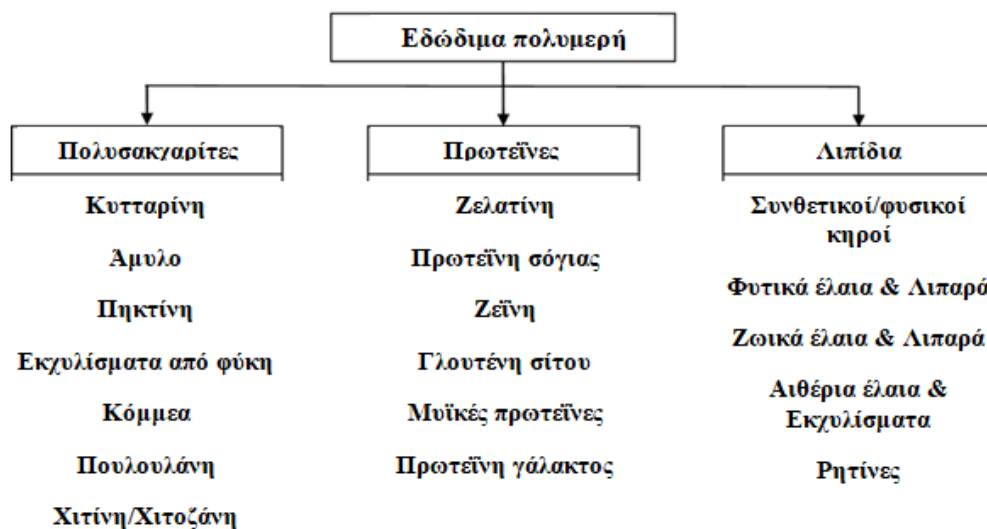 Εδώδιμα πολυμερή
Πολυσακχαρίτες
Κυτταρίνη
Άμυλο
Πηκτίνη
Εκχυλίσματα από φύκη
Κόμμεα
Πουλουλάνη
Χιτίνη/Χιτοζάνη
Πρωτεΐνες
Ζελατίνη
Πρωτεΐνη σόγιας
Ζεΐνη
Γλουτένη σίτου
Μυϊκές πρωτεΐνες
Πρωτεΐνη γάλακτος
Λιπίδια
Συνθετικοί/φυσικοί
κηροί
Φυτικά έλαια & Λιπαρά
Ζωικά έλαια & Λιπαρά
Αιθέρια έλαια &
Εκχυλίσματα
Ρητίνες